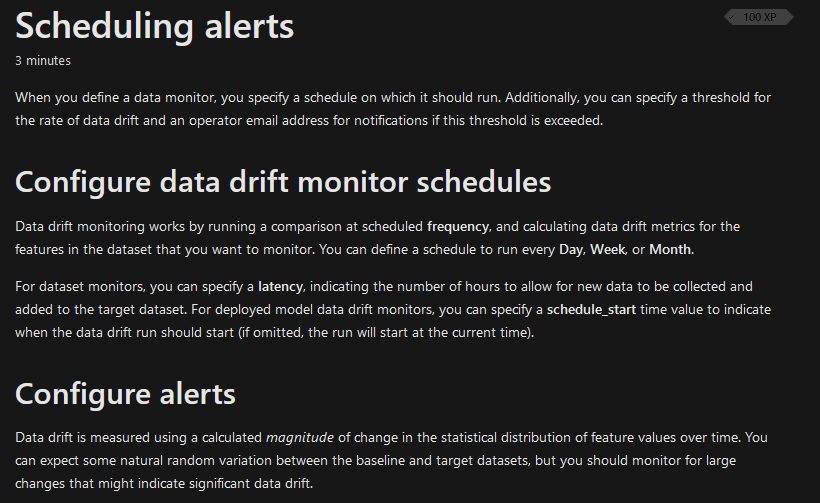 Scheduling alerts
100 XP
3 minutes
When you define a data monitor, you specify a schedule on which it should run. Additionally, you can specify a threshold for
the rate of data drift and an operator email address for notifications if this threshold is exceeded.
Configure data drift monitor schedules
Data drift monitoring works by running a comparison at scheduled frequency, and calculating data drift metrics for the
features in the dataset that you want to monitor. You can define a schedule to run every Day, Week, or Month.
For dataset monitors, you can specify a latency, indicating the number of hours to allow for new data to be collected and
added to the target dataset. For deployed model data drift monitors, you can specify a schedule_start time value to indicate
when the data drift run should start (if omitted, the run will start at the current time).
Configure alerts
Data drift is measured using a calculated magnitude of change in the statistical distribution of feature values over time. You
can expect some natural random variation between the baseline and target datasets, but you should monitor for large
changes that might indicate significant data drift.